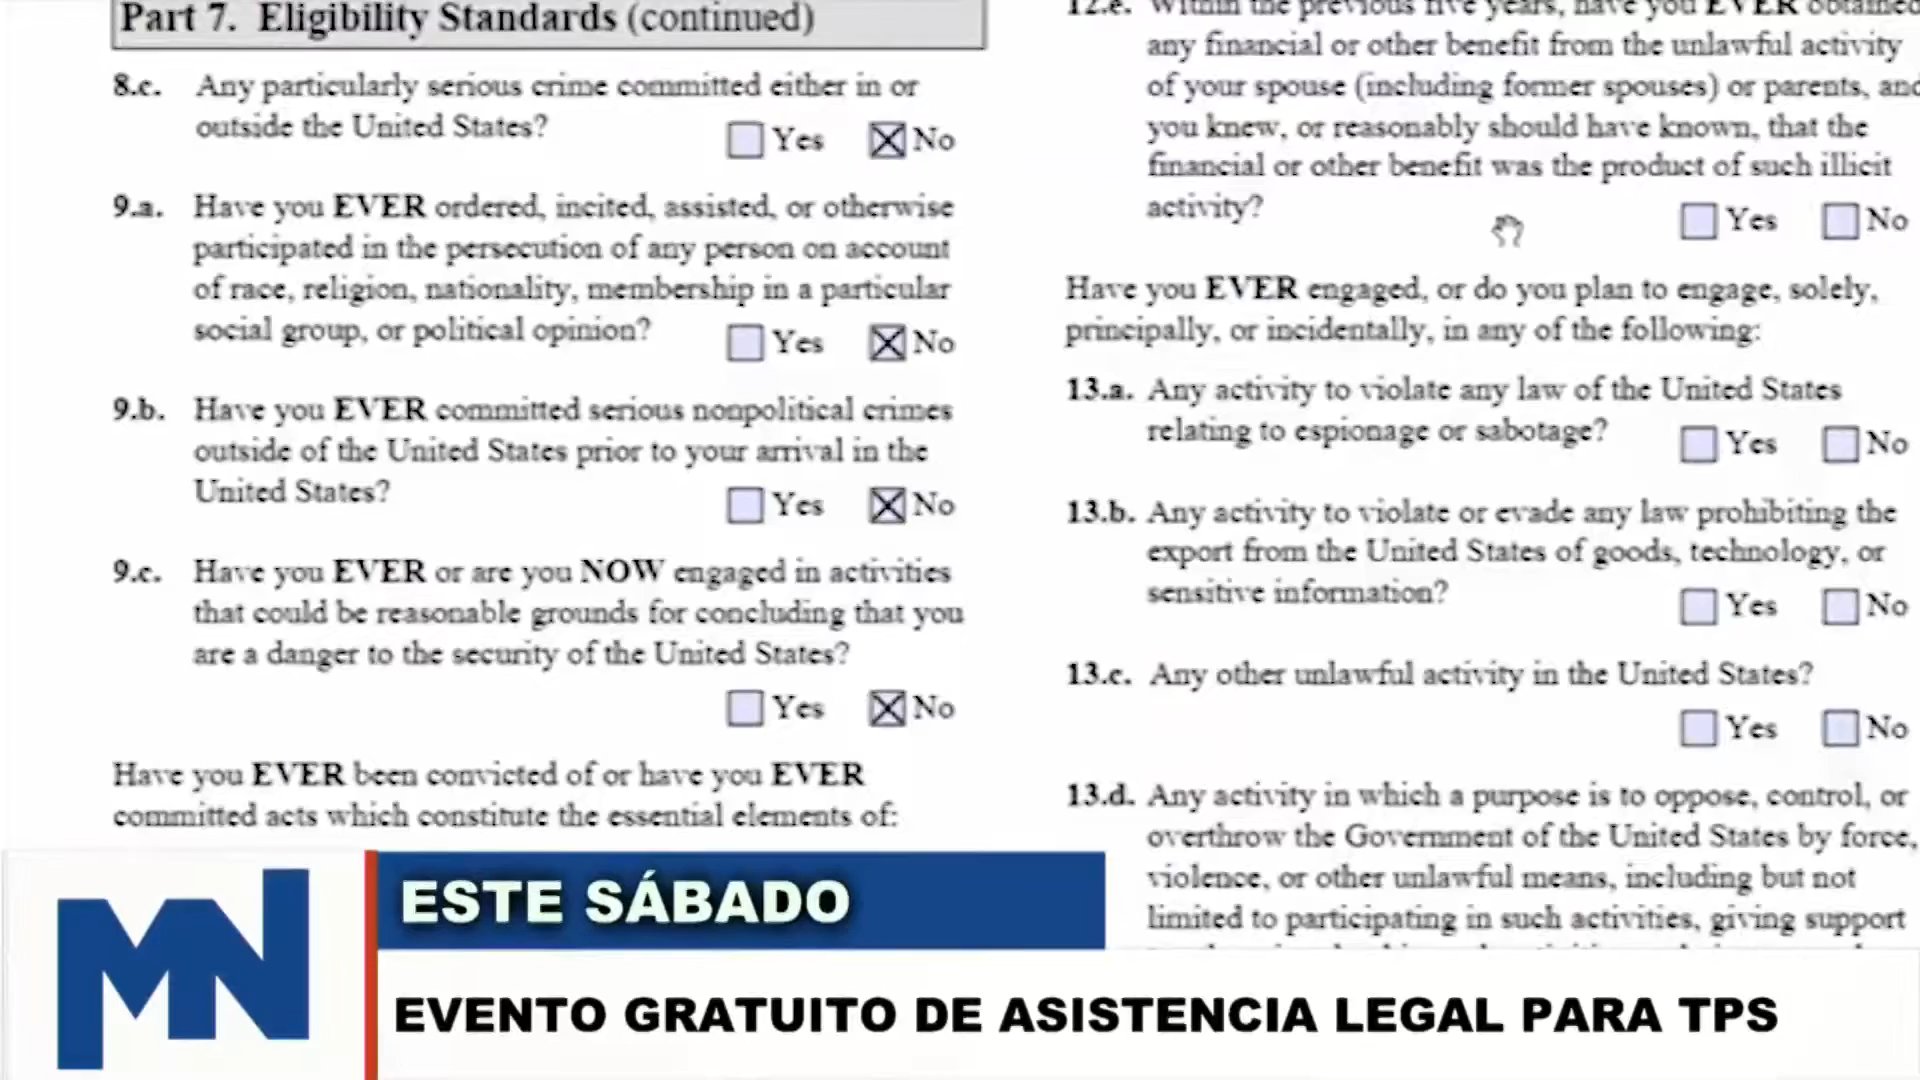 Part 7. Eligibility Standards (continued)
8.c. Any particularly serious crime committed either in or
outside the United States?
Yes No
9.a. Have you EVER ordered, incited, assisted, or otherwise
participated in the persecution of any person on account
of race, religion, nationality, membership in a particular
social group, or political opinion?
Yes No
9.b. Have you EVER committed serious nonpolitical crimes
outside of the United States prior to your arrival in the
United States?
Yes No
9.c. Have you EVER or are you NOW engaged in activities
that could be reasonable grounds for concluding that you
are a danger to the security of the United States?
Yes No
Have you EVER been convicted of or have you EVER
committed acts which constitute the essential elements of:
12.e. Within the previous five years, have you EVER obtained
any financial or other benefit from the unlawful activity
of your spouse (including former spouses) or parents, and
you knew, or reasonably should have known, that the
financial or other benefit was the product of such illicit
activity?
Yes No
Have you EVER engaged, or do you plan to engage, solely,
principally, or incidentally, in any of the following:
13.a. Any activity to violate any law of the United States
relating to espionage or sabotage?
Yes No
13.b. Any activity to violate or evade any law prohibiting the
export from the United States of goods, technology, or
sensitive information?
Yes No
13.c. Any other unlawful activity in the United States?
Yes No
13.d. Any activity in which a purpose is to oppose, control, or
overthrow the Government of the United States by force,
violence, or other unlawful means, including but not
limited to participating in such activities, giving support
MN
ESTE SÁBADO
EVENTO GRATUITO DE ASISTENCIA LEGAL PARA TPS